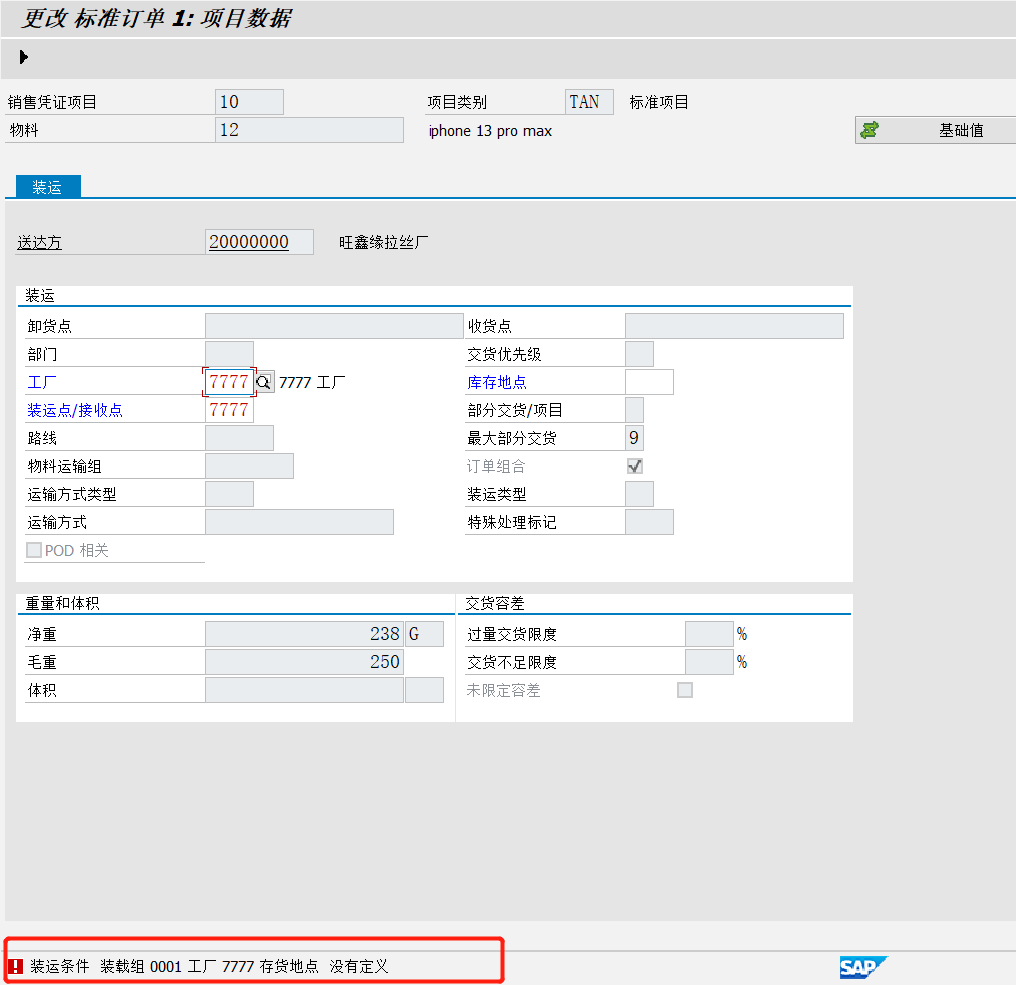 更改 标准订单 1: 项目数据
销售凭证项目 10 项目类别 TAN 标准项目
物料 12 iphone 13 pro max 基础值
装运
送达方 20000000 旺鑫缘拉丝厂
装运
卸货点 收货点
部门 交货优先级
工厂 7777 7777 工厂 库存地点
装运点/接收点 7777 部分交货/项目
路线 最大部分交货 9
物料运输组 订单组合
运输方式类型 装运类型
运输方式 特殊处理标记
POD 相关
重量和体积 交货容差
净重 238 G 过量交货限度 %
毛重 250 交货不足限度 %
体积 未限定容差
装运条件 装载组 0001 工厂 7777 存货地点 没有定义
SAP